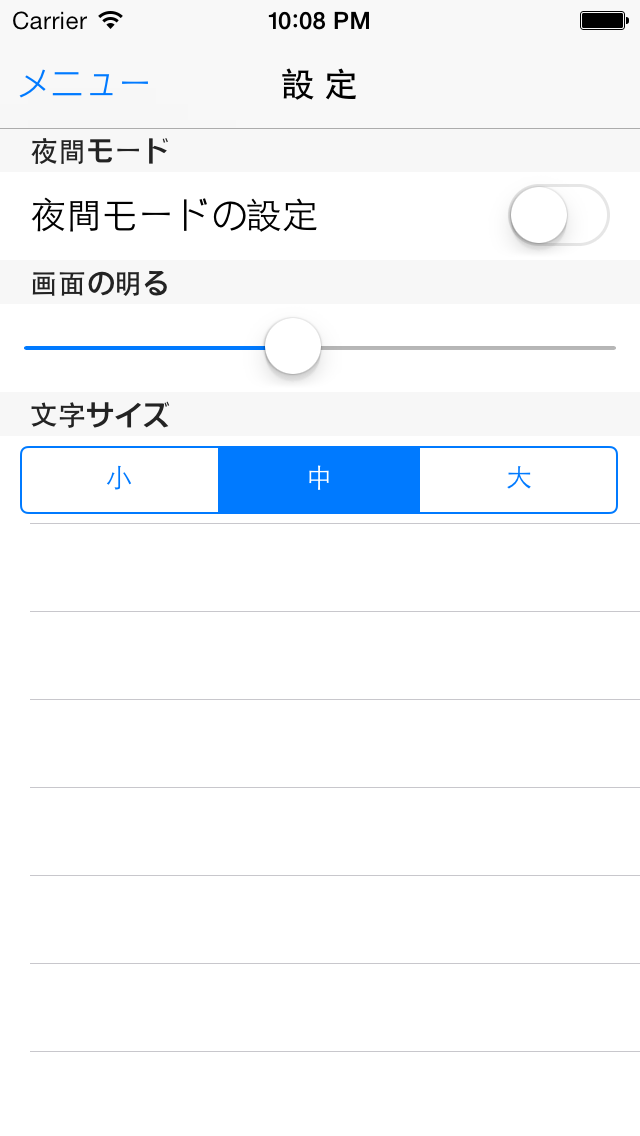 Carrier 10:08 PM
メニュー 設 定
夜間モード
夜間モードの設定
画面の明る
文字サイズ
小 中 大